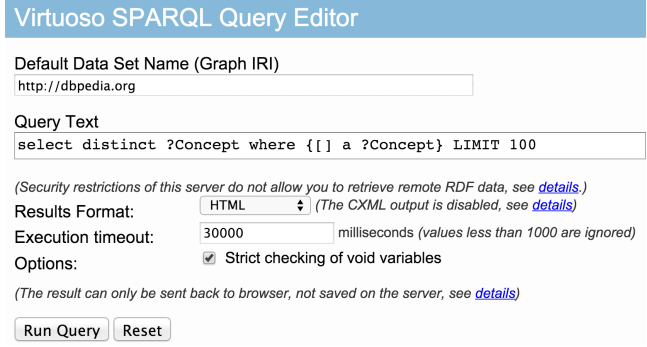 Virtuoso SPARQL Query Editor
Default Data Set Name (Graph IRI)
http://dbpedia.org
Query Text
select distinct ?Concept where {[] a ?Concept} LIMIT 100
(Security restrictions of this server do not allow you to retrieve remote RDF data, see details.)
Results Format: HTML (The CXML output is disabled, see details)
Execution timeout: 30000 milliseconds (values less than 1000 are ignored)
Options: Strict checking of void variables
(The result can only be sent back to browser, not saved on the server, see details)
Run Query Reset